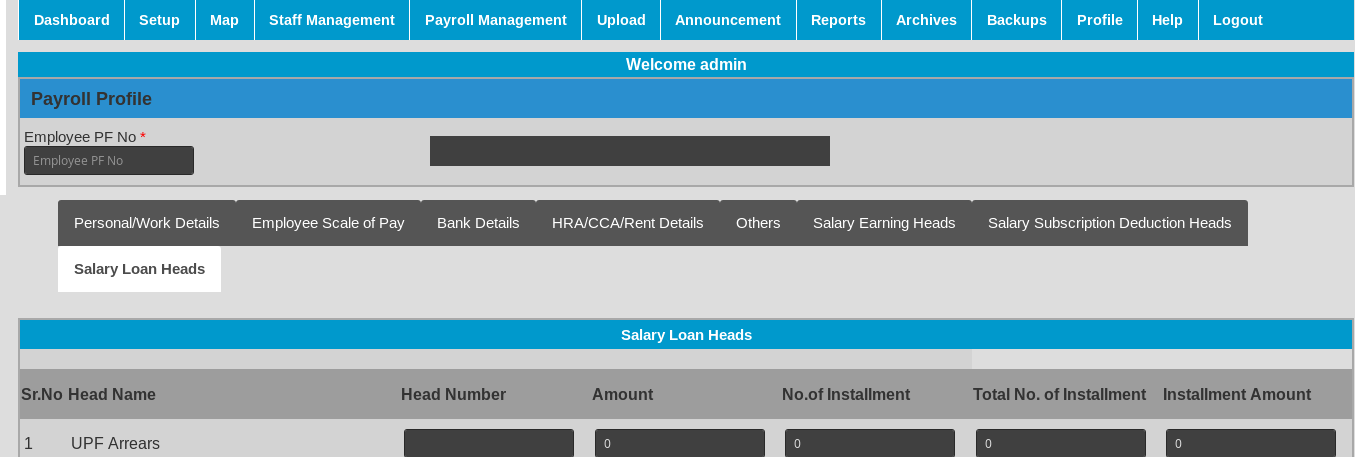 Dashboard Setup Map Staff Management Payroll Management Upload Announcement Reports Archives Backups Profile Help Logout
Welcome admin
Payroll Profile
Employee PF No *
Employee PF No
Personal/Work Details Employee Scale of Pay Bank Details HRA/CCA/Rent Details Others Salary Earning Heads Salary Subscription Deduction Heads
Salary Loan Heads
Salary Loan Heads
Sr.No Head Name Head Number Amount No.of Installment Total No. of Installment Installment Amount
1 UPF Arrears 0 0 0 0